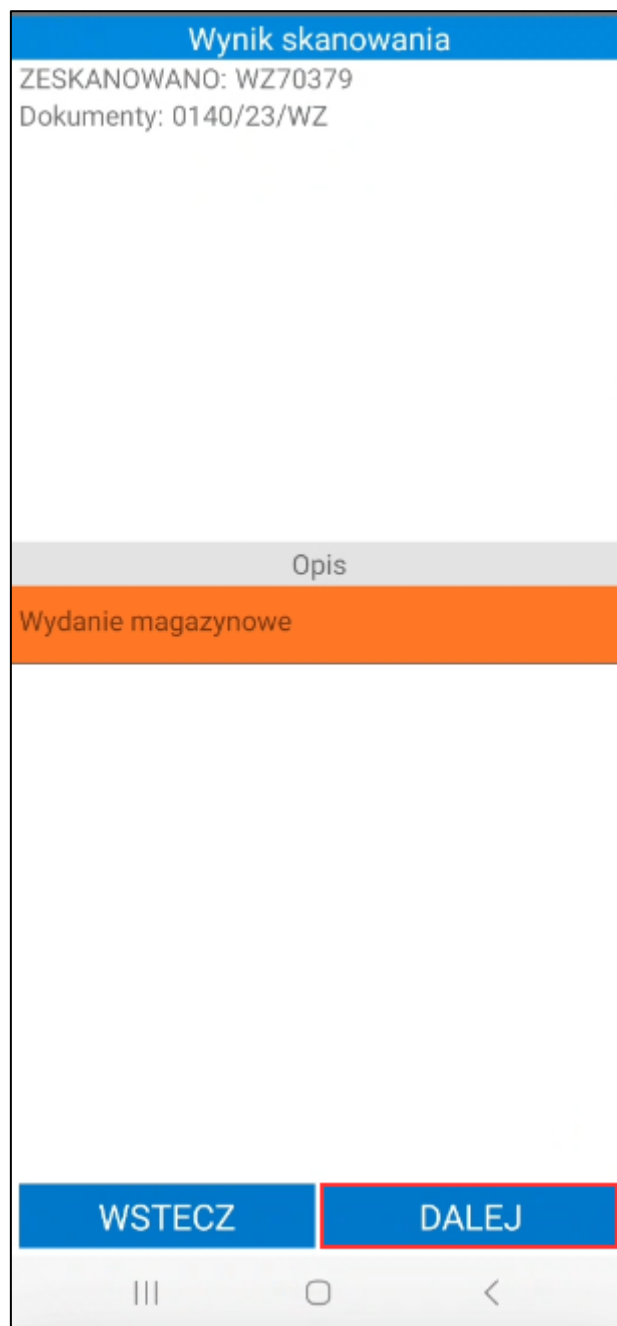 Wynik skanowania
ZESKANOWANO: WZ70379
Dokumenty: 0140/23/WZ
Opis
Wydanie magazynowe
WSTECZ DALEJ